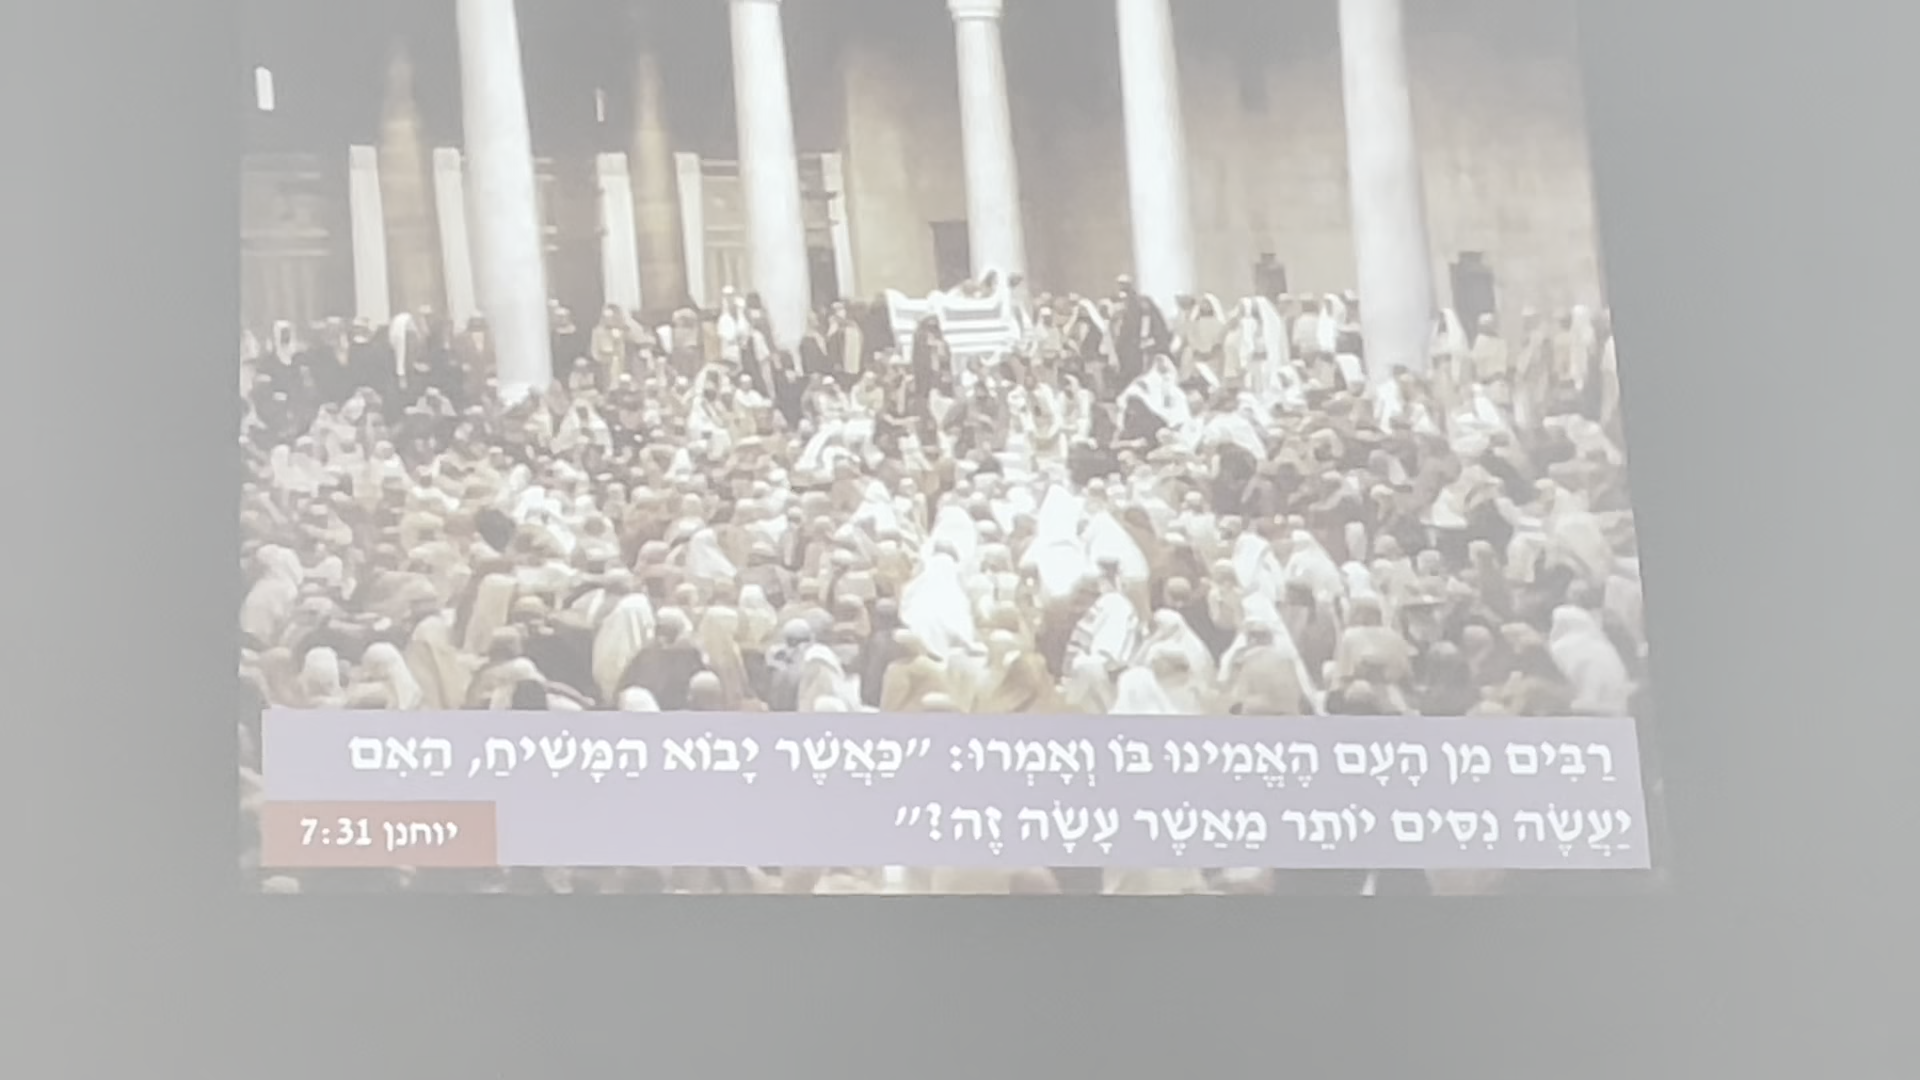 רַבִּים מִן הָעָם הֶאֱמִינוּ בּוֹ וְאָמְרוּ: ״כַּאֲשֶׁר יָבוֹא הַמָּשִׁיחַ, הַאִם
יַעֲשֶׂה נִסִּים יוֹתֵר מֵאַשֶׁר עָשָׂה זֶה?״
יוחנן 7:31